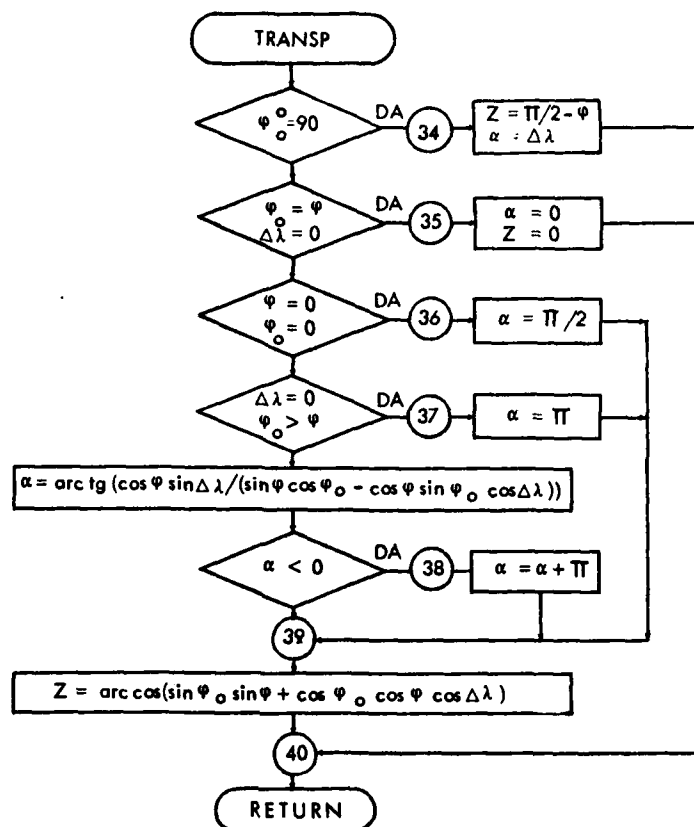 TRANSP
φ₀°=90
DA
34
Z = Π/2 - φ
α = Δλ
φ₀ = φ
Δλ = 0
DA
35
α = 0
Z = 0
φ = 0
φ₀ = 0
DA
36
α = Π/2
Δλ = 0
φ₀ > φ
DA
37
α = Π
α = arc tg (cos φ sin Δλ/(sin φ cos φ₀ - cos φ sin φ₀ cos Δλ))
α < 0
DA
38
α = α + Π
39
Z = arc cos(sin φ₀ sin φ + cos φ₀ cos φ cos Δλ)
40
RETURN